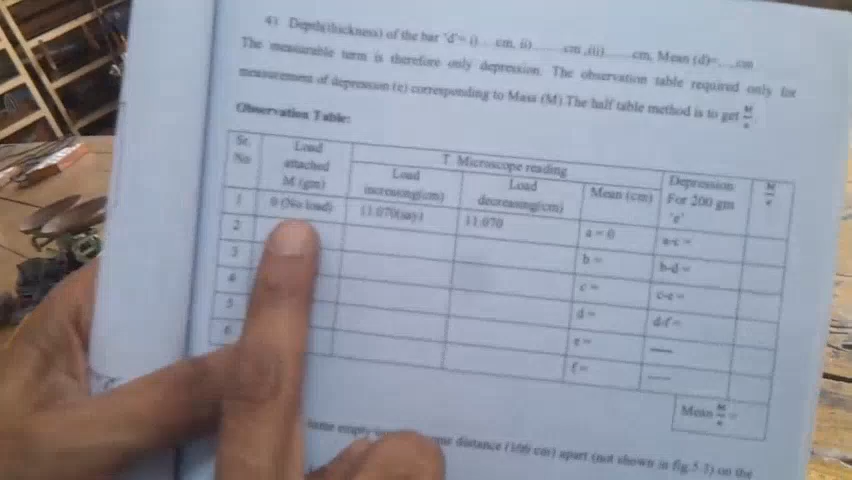 4) Depth(thickness) of the bar 'd'= i)....cm, ii)........cm ,iii)......cm, Mean (d)=....cm
The measurable term is therefore only depression. The observation table required only for
measurement of depression (e) corresponding to Mass (M) The half table method is to get M/e.
Observation Table:
Sr. No
Load attached M (gm)
T. Microscope reading
Load increasing(cm)
Load decreasing(cm)
Mean (cm)
Depression For 200 gm 'e'
M/e
1 0 (No load) 11.070(say) 11.070 a = 0 a-c =
2 b = b-d =
3 c = c-e =
4 d = d-f =
5 e = ——
6 f = ——
Mean M/e =
same distance (100 cm) apart (not shown in fig.5.3) on the